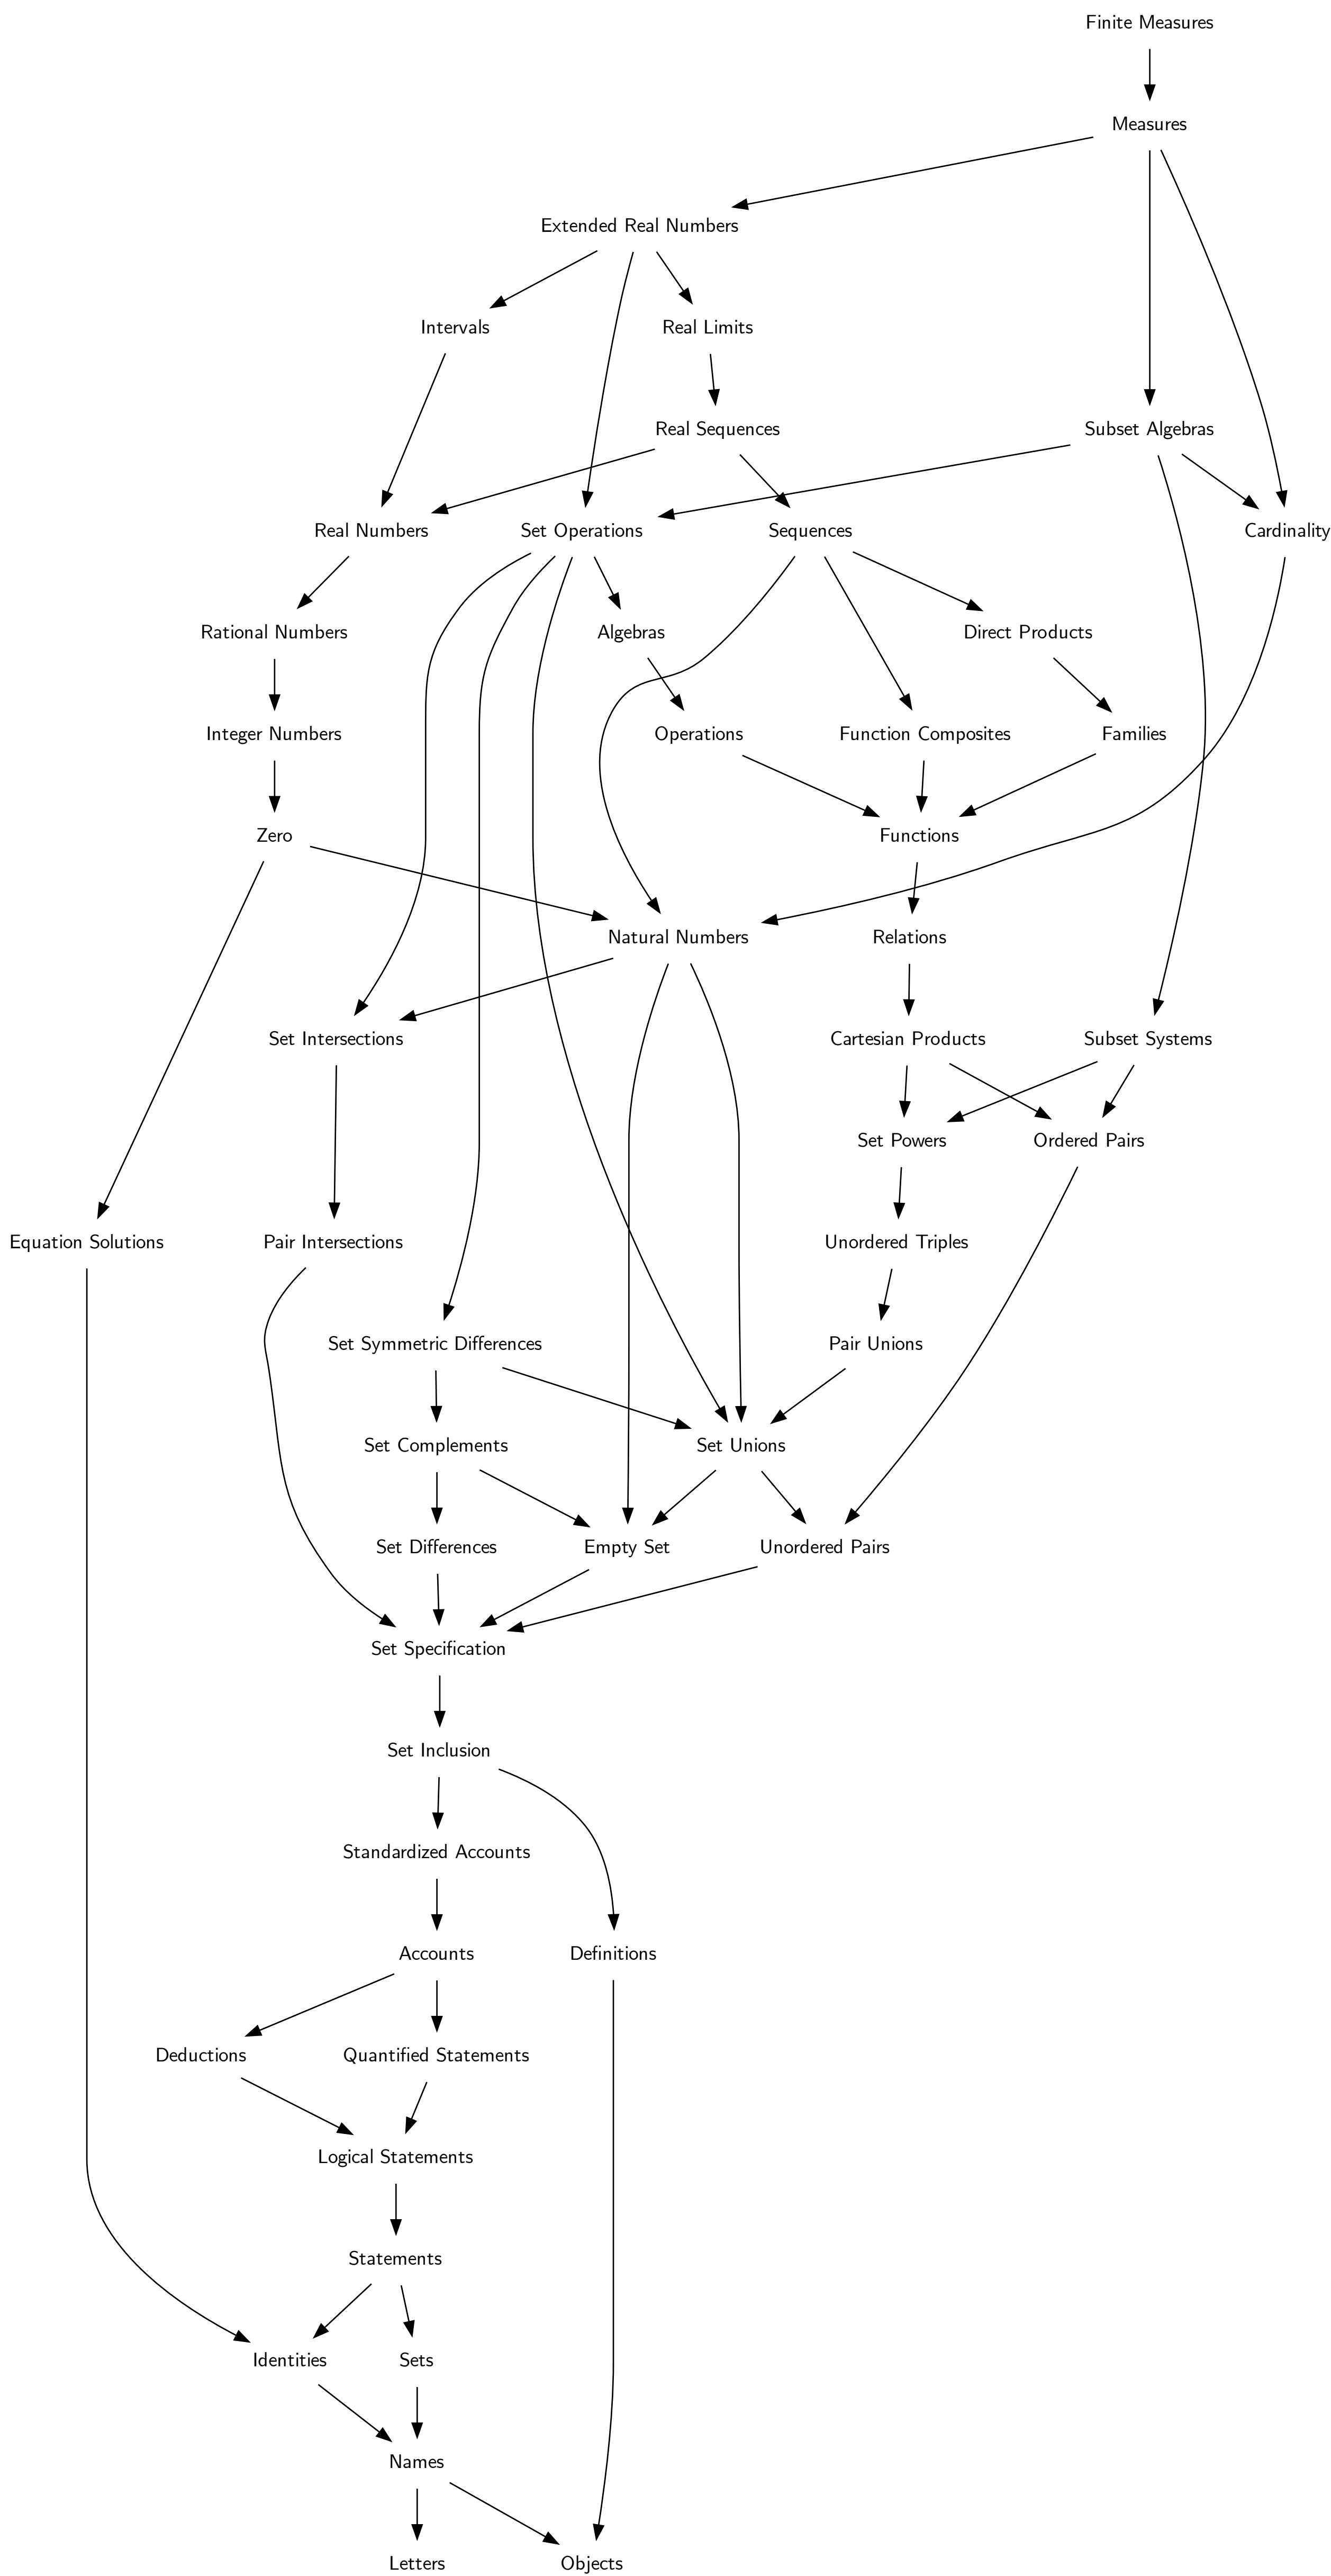 Finite Measures
Measures
Extended Real Numbers
Intervals
Real Limits
Real Sequences
Subset Algebras
Real Numbers
Set Operations
Sequences
Cardinality
Rational Numbers
Algebras
Direct Products
Integer Numbers
Operations
Function Composites
Families
Zero
Functions
Natural Numbers
Relations
Set Intersections
Cartesian Products
Subset Systems
Set Powers
Ordered Pairs
Equation Solutions
Pair Intersections
Unordered Triples
Set Symmetric Differences
Pair Unions
Set Complements
Set Unions
Set Differences
Empty Set
Unordered Pairs
Set Specification
Set Inclusion
Standardized Accounts
Accounts
Definitions
Deductions
Quantified Statements
Logical Statements
Statements
Identities
Sets
Names
Letters
Objects